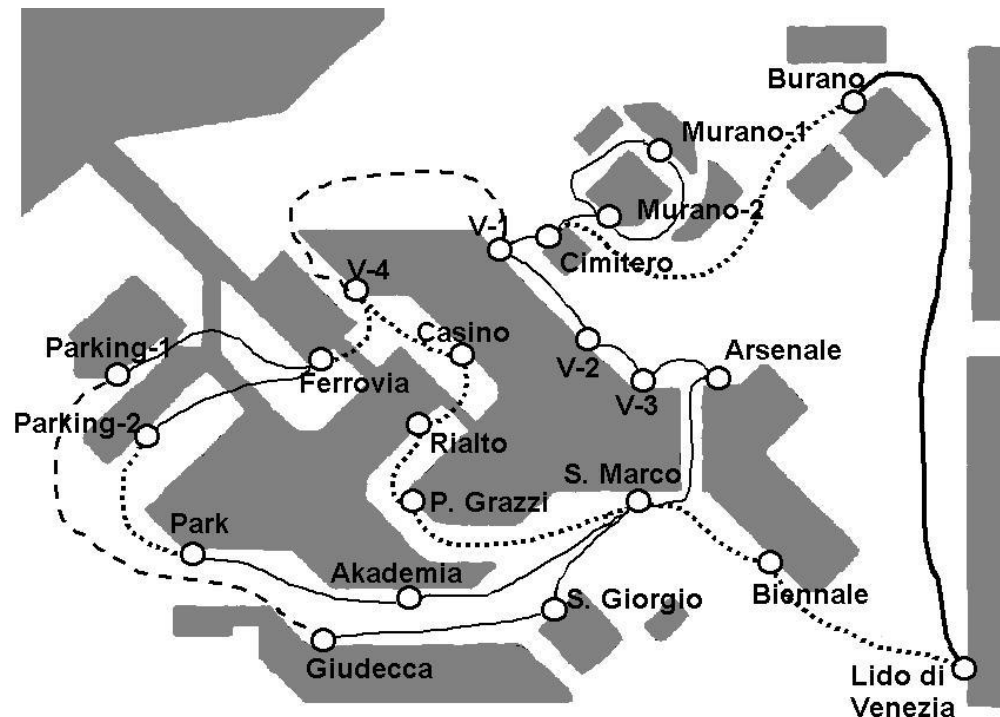 Burano
Murano-1
Murano-2
V-1
Cimitero
V-4
Casino
Parking-1
Ferrovia
V-2
Arsenale
V-3
Parking-2
Rialto
S. Marco
P. Grazzi
Park
Akademia
S. Giorgio
Biennale
Giudecca
Lido di
Venezia